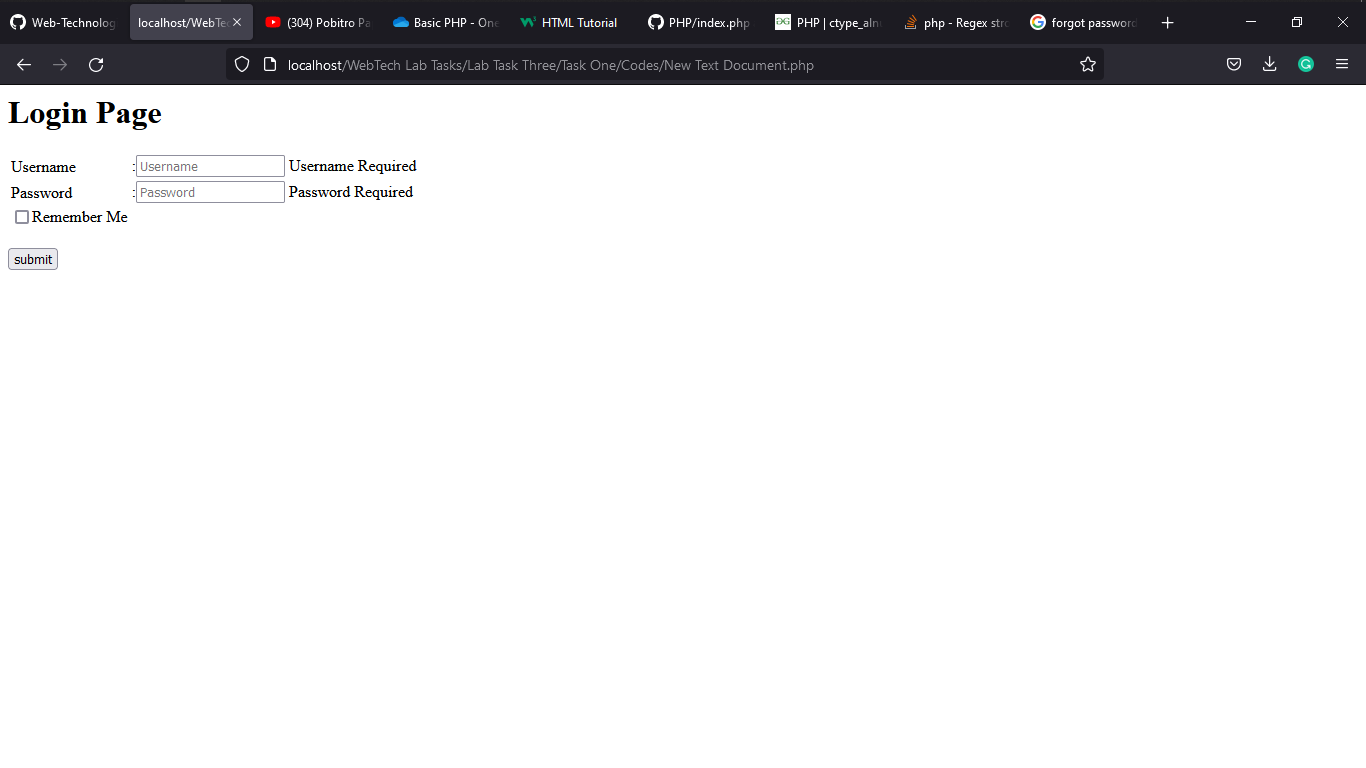 Web-Technolog
localhost/WebTec
(304) Pobitro Pa
Basic PHP - One
HTML Tutorial
PHP/index.php
PHP | ctype_aln
php - Regex stro
forgot password
localhost/WebTech Lab Tasks/Lab Task Three/Task One/Codes/New Text Document.php
Login Page
Username :Username Username Required
Password :Password Password Required
Remember Me
submit